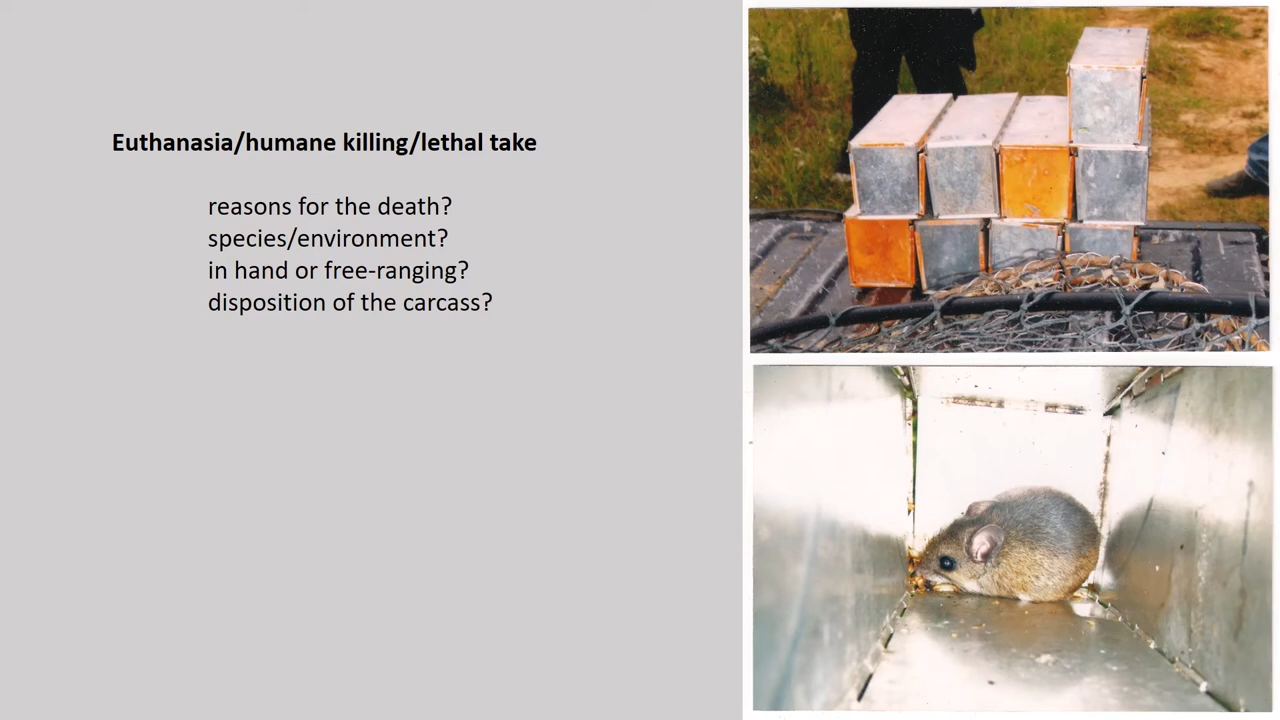 Euthanasia/humane killing/lethal take
reasons for the death?
species/environment?
in hand or free-ranging?
disposition of the carcass?